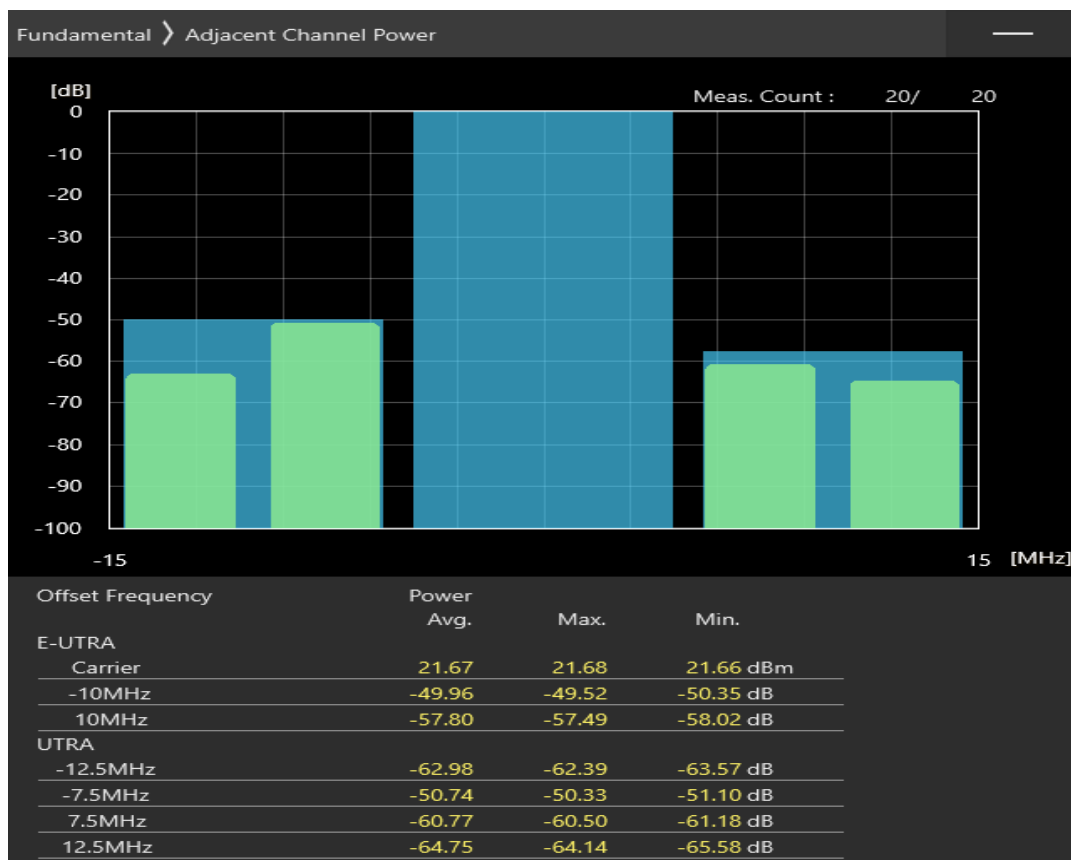 Fundamental 〉 Adjacent Channel Power
[dB]
Meas. Count : 20/ 20
0
-10
-20
-30
-40
-50
-60
-70
-80
-90
-100
-15 15 [MHz]
Offset Frequency Power
Avg. Max. Min.
E-UTRA
Carrier 21.67 21.68 21.66 dBm
-10MHz -49.96 -49.52 -50.35 dB
10MHz -57.80 -57.49 -58.02 dB
UTRA
-12.5MHz -62.98 -62.39 -63.57 dB
-7.5MHz -50.74 -50.33 -51.10 dB
7.5MHz -60.77 -60.50 -61.18 dB
12.5MHz -64.75 -64.14 -65.58 dB